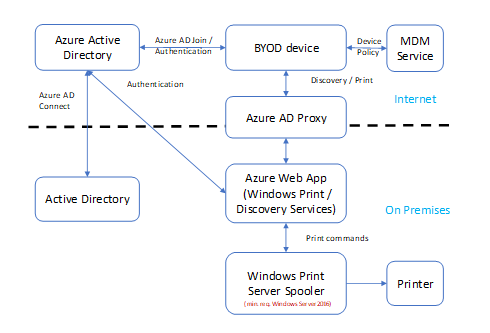 Azure Active
Directory
Azure AD Join /
Authentication
BYOD device
Device
Policy
MDM
Service
Azure AD
Connect
Authentication
Discovery / Print
Internet
Azure AD Proxy
Active Directory
Azure Web App
(Windows Print /
Discovery Services)
On Premises
Print commands
Windows Print
Server Spooler
(min. req. Windows Server 2016)
Printer